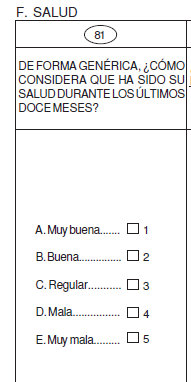 F. SALUD
81
DE FORMA GENÉRICA, ¿CÓMO
CONSIDERA QUE HA SIDO SU
SALUD DURANTE LOS ÚLTIMOS
DOCE MESES?
A. Muy buena....... ☐ 1
B. Buena............... ☐ 2
C. Regular........... ☐ 3
D. Mala................ ☐ 4
E. Muy mala......... ☐ 5